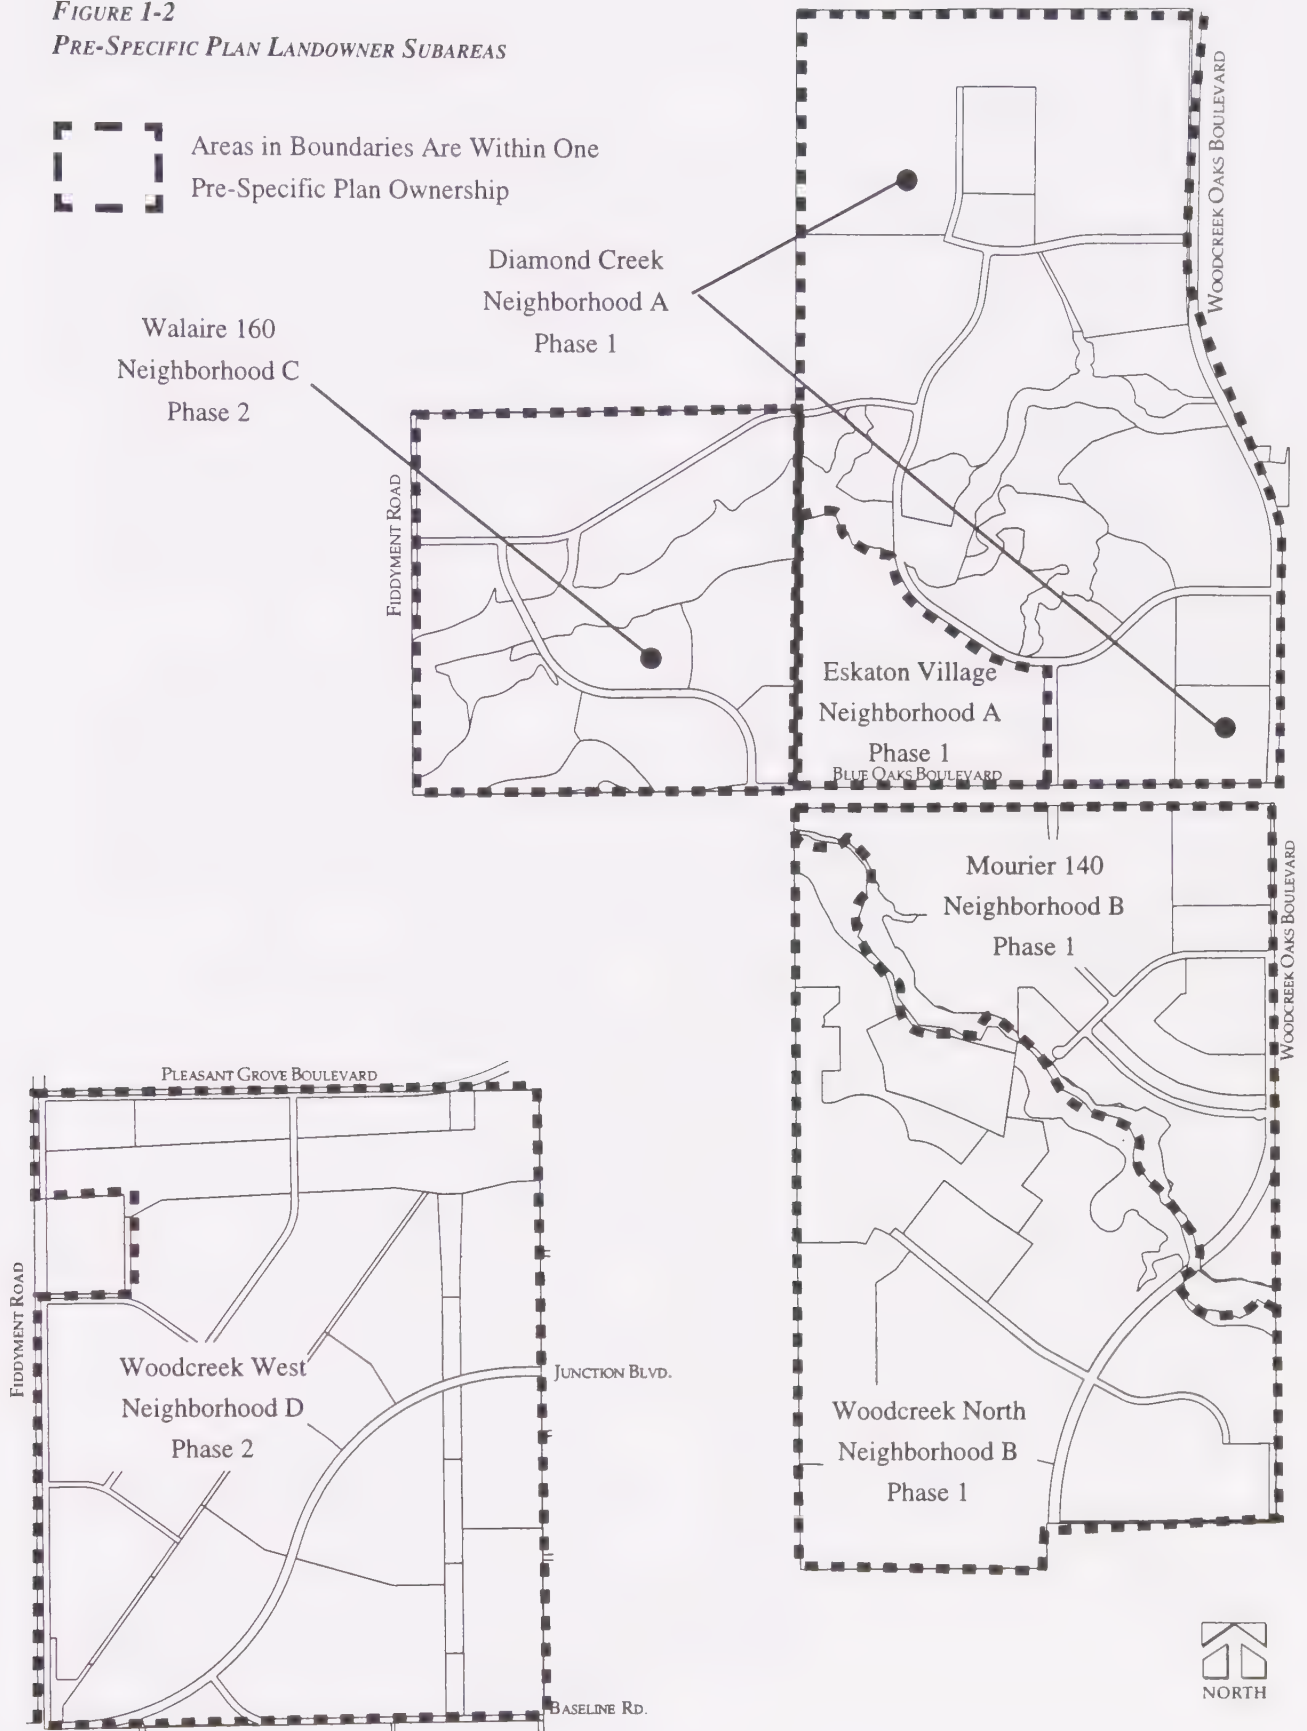 FIGURE 1-2
PRE-SPECIFIC PLAN LANDOWNER SUBAREAS
Areas in Boundaries Are Within One
Pre-Specific Plan Ownership
WOODCREEK OAKS BOULEVARD
Diamond Creek
Neighborhood A
Phase 1
Walaire 160
Neighborhood C
Phase 2
FIDDYMENT ROAD
Eskaton Village
Neighborhood A
Phase 1
BLUE OAKS BOULEVARD
Mourier 140
Neighborhood B
Phase 1
WOODCREEK OAKS BOULEVARD
PLEASANT GROVE BOULEVARD
FIDDYMENT ROAD
Woodcreek West
Neighborhood D
Phase 2
JUNCTION BLVD.
Woodcreek North
Neighborhood B
Phase 1
BASELINE RD.
NORTH